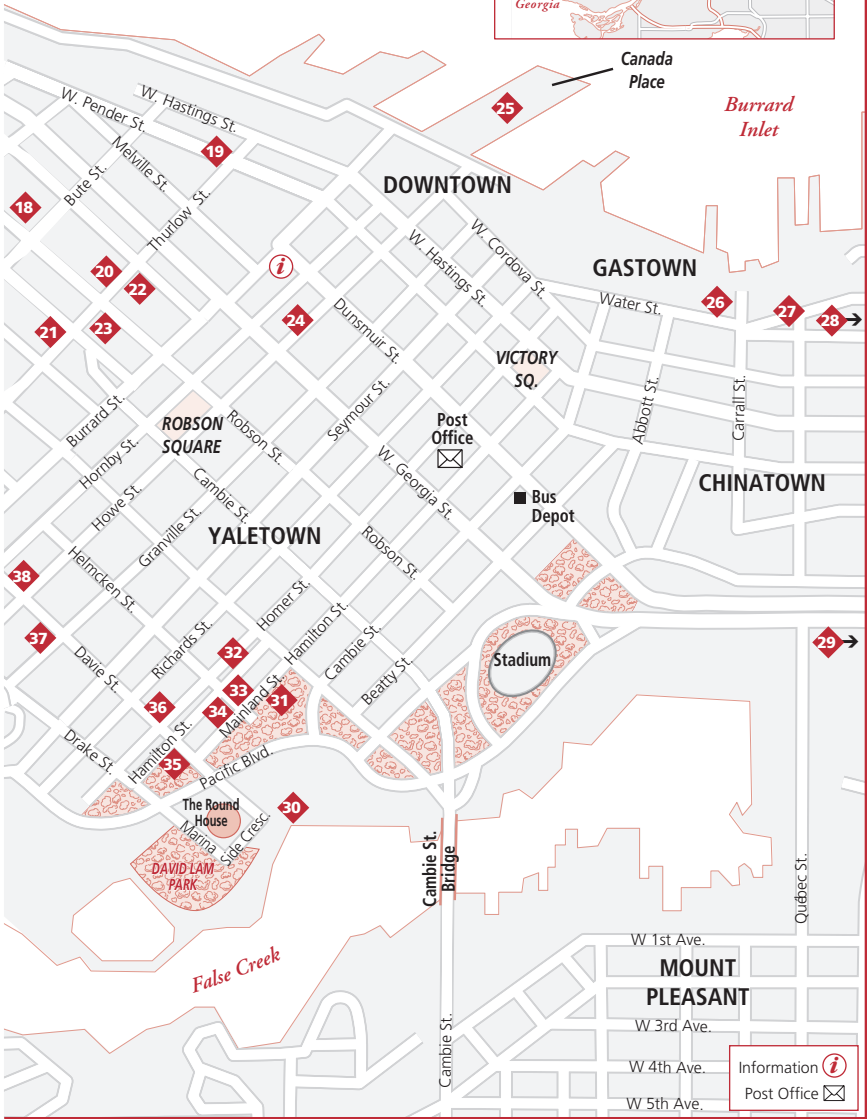 Georgia
Canada
Place
Burrard
Inlet
25
W. Hastings St.
W. Pender St.
19
Melville St.
Bute St.
DOWNTOWN
18
Thurlow St.
W. Cordova St.
W. Hastings St.
GASTOWN
20
i
22
Water St.
26
27
28
21
23
24
Dunsmuir St.
VICTORY
SQ.
Abbott St.
Carrall St.
Burrard St.
ROBSON
SQUARE
Robson St.
Seymour St.
Post
Office
Hornby St.
W. Georgia St.
Cambie St.
CHINATOWN
Howe St.
Bus
Depot
Granville St.
YALETOWN
Robson St.
Helmcken St.
38
Homer St.
Hamilton St.
37
Richards St.
32
Cambie St.
29
Davie St.
Stadium
33
Mainland St.
31
Beatty St.
36
34
Drake St.
Hamilton St.
35
Pacific Blvd.
The Round
House
30
Marina
Side Cresc.
DAVID LAM
PARK
Cambie St.
Bridge
Québec St.
False Creek
W 1st Ave.
MOUNT
PLEASANT
W 3rd Ave.
Cambie St.
W 4th Ave.
W 5th Ave.
Information i
Post Office